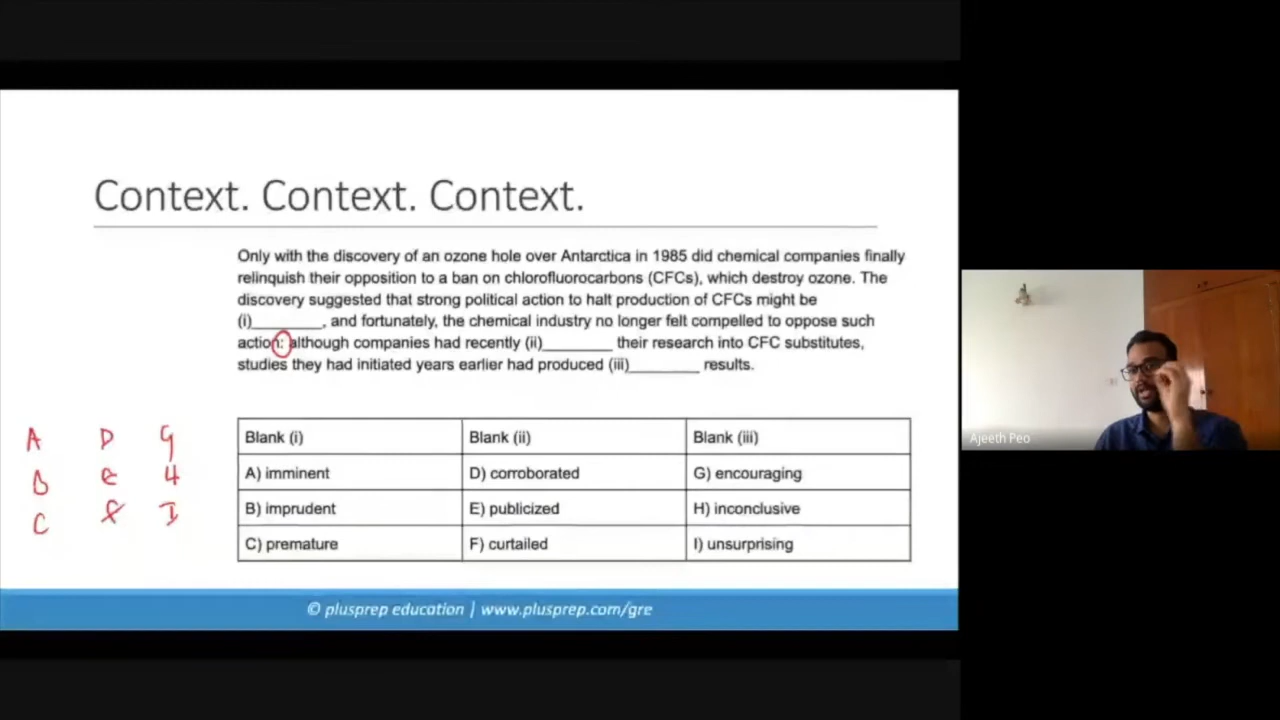 Context. Context. Context.
Only with the discovery of an ozone hole over Antarctica in 1985 did chemical companies finally
relinquish their opposition to a ban on chlorofluorocarbons (CFCs), which destroy ozone. The
discovery suggested that strong political action to halt production of CFCs might be
(i)________, and fortunately, the chemical industry no longer felt compelled to oppose such
action: although companies had recently (ii)________ their research into CFC substitutes,
studies they had initiated years earlier had produced (iii)________ results.
A D G
B e H
C f I
Blank (i) Blank (ii) Blank (iii)
A) imminent D) corroborated G) encouraging
B) imprudent E) publicized H) inconclusive
C) premature F) curtailed I) unsurprising
© plusprep education | www.plusprep.com/gre
Ajeeth Peo